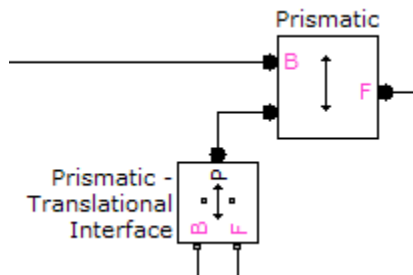 Prismatic
B
F
P
Prismatic -
Translational
Interface
B F